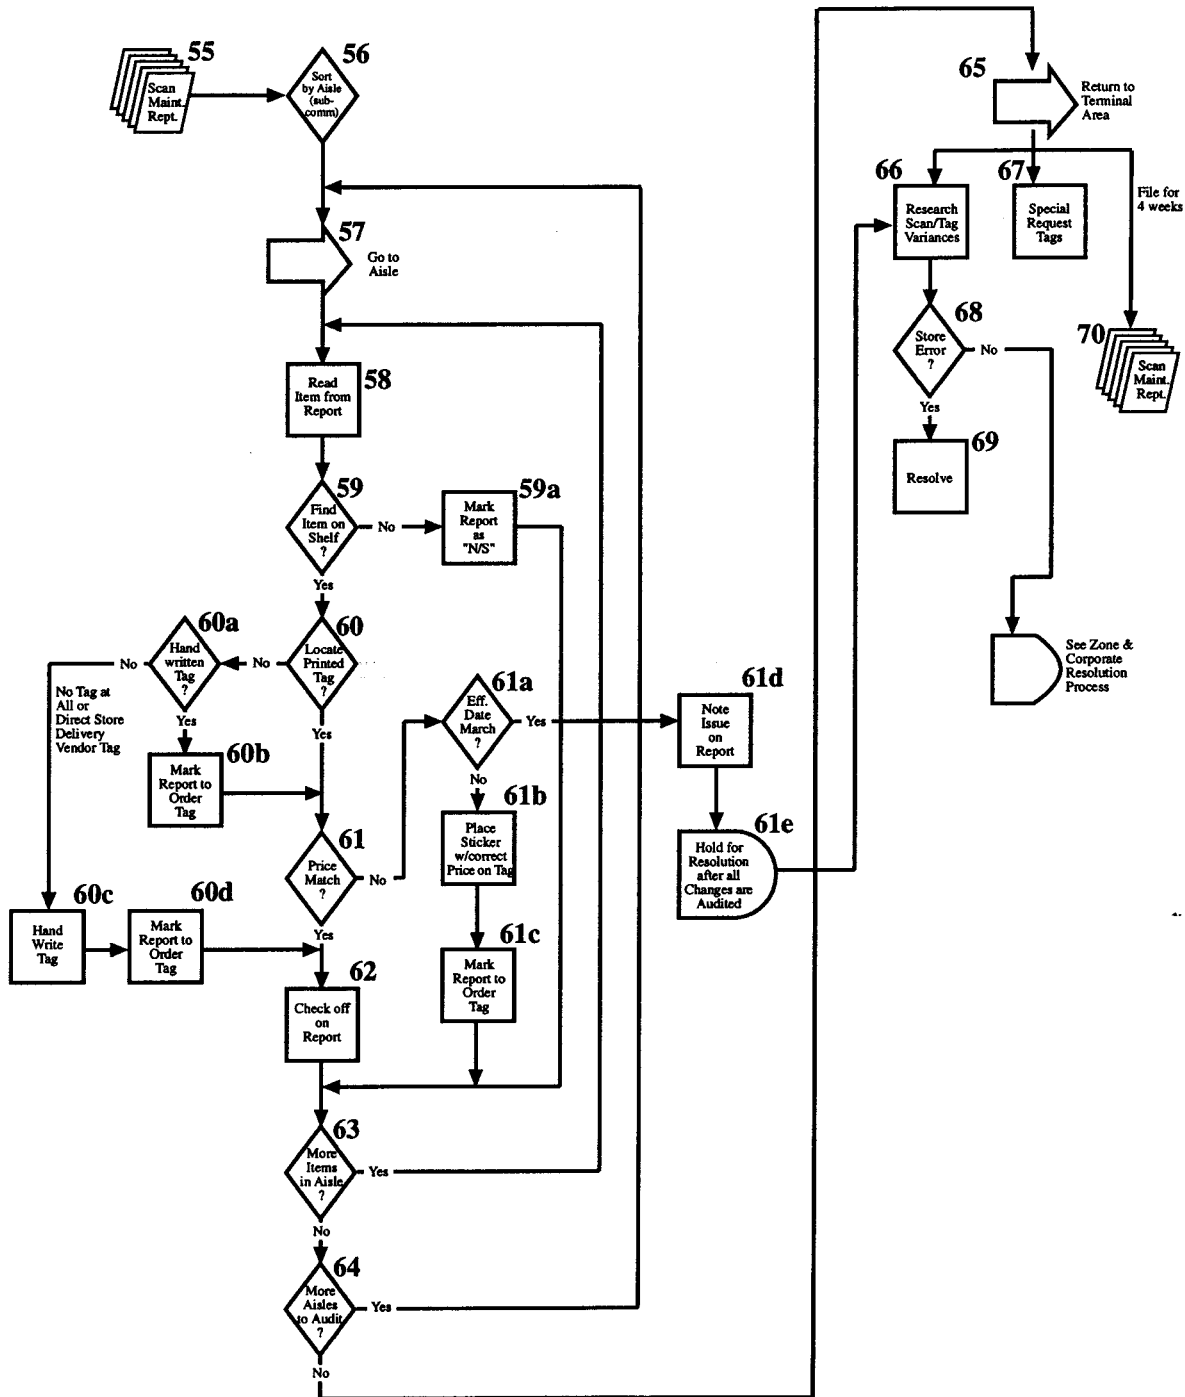 55
Scan
Maint.
Rept.
56
Sort
by Aisle
(sub-
comm)
57
Go to
Aisle
58
Read
Item from
Report
59
Find
Item on
Shelf
?
No
Yes
59a
Mark
Report
as
"N/S"
60
Locate
Printed
Tag
?
No
Yes
60a
Hand
written
Tag
?
No
Yes
No Tag at
All or
Direct Store
Delivery
Vendor Tag
60b
Mark
Report to
Order
Tag
60c
Hand
Write
Tag
60d
Mark
Report to
Order
Tag
61
Price
Match
?
No
Yes
61a
Eff.
Date
March
?
Yes
No
61b
Place
Sticker
w/correct
Price on Tag
61c
Mark
Report to
Order
Tag
61d
Note
Issue
on
Report
61e
Hold for
Resolution
after all
Changes are
Audited
62
Check off
on
Report
63
More
Items
in Aisle
?
Yes
No
64
More
Aisles
to Audit
?
Yes
No
65
Return to
Terminal
Area
66
Research
Scan/Tag
Variances
67
Special
Request
Tags
File for
4 weeks
68
Store
Error
?
No
Yes
69
Resolve
70
Scan
Maint.
Rept.
See Zone &
Corporate
Resolution
Process